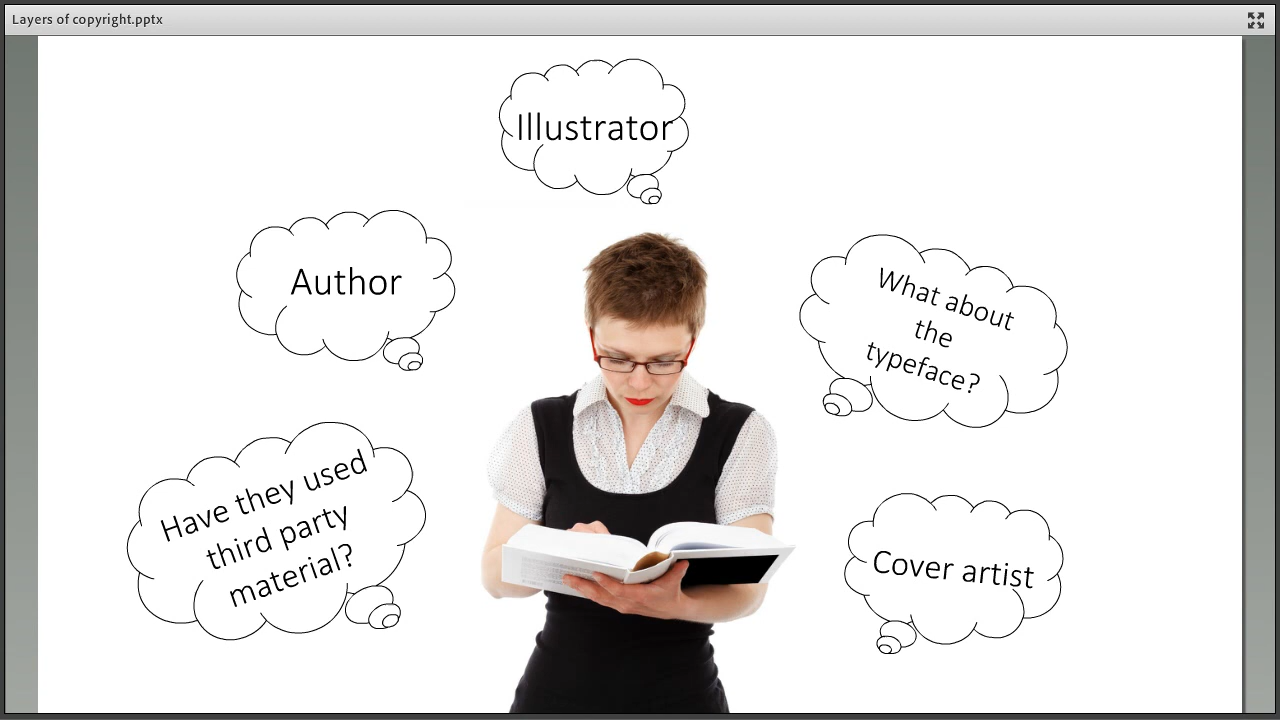 Layers of copyright.pptx
Illustrator
Author
What about
the
typeface?
Have they used
third party
material?
Cover artist